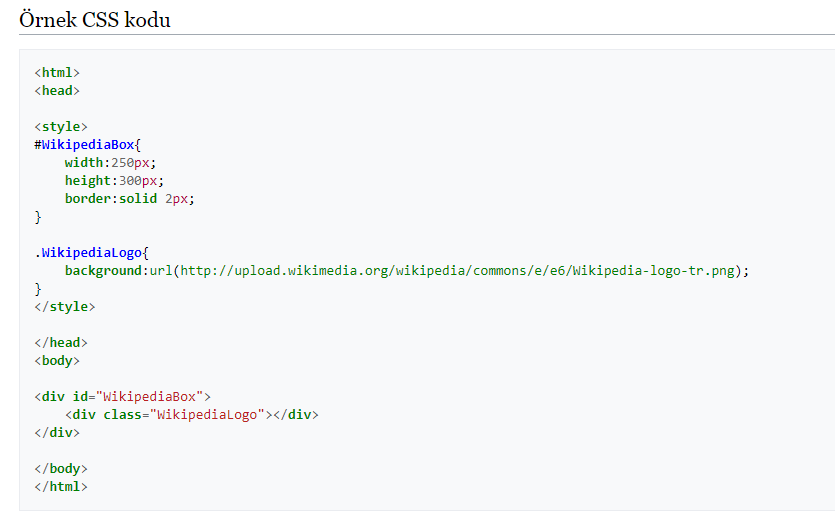 Örnek CSS kodu
<html>
<head>
<style>
#WikipediaBox{
width:250px;
height:300px;
border:solid 2px;
}
.WikipediaLogo{
background:url(http://upload.wikimedia.org/wikipedia/commons/e/e6/Wikipedia-logo-tr.png);
}
</style>
</head>
<body>
<div id="WikipediaBox">
<div class="WikipediaLogo"></div>
</div>
</body>
</html>